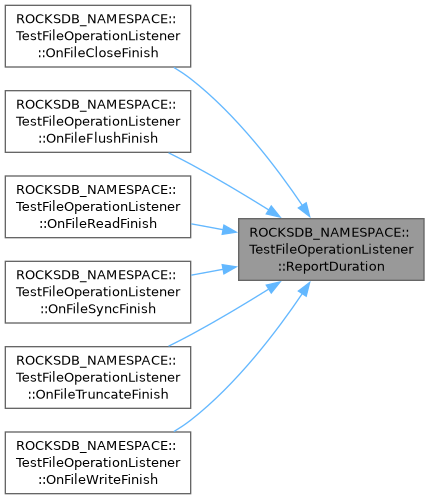 ROCKSDB_NAMESPACE::
TestFileOperationListener
::OnFileCloseFinish
ROCKSDB_NAMESPACE::
TestFileOperationListener
::OnFileFlushFinish
ROCKSDB_NAMESPACE::
TestFileOperationListener
::OnFileReadFinish
ROCKSDB_NAMESPACE::
TestFileOperationListener
::ReportDuration
ROCKSDB_NAMESPACE::
TestFileOperationListener
::OnFileSyncFinish
ROCKSDB_NAMESPACE::
TestFileOperationListener
::OnFileTruncateFinish
ROCKSDB_NAMESPACE::
TestFileOperationListener
::OnFileWriteFinish